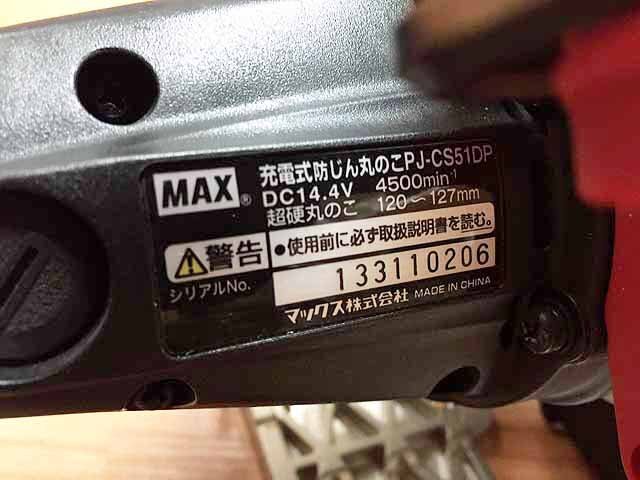 MAX®
充電式防じん丸のこPJ-CS51DP
DC14.4V 4500min-1
超硬丸のこ 120～127mm
警告
●使用前に必ず取扱説明書を読む。
シリアルNo.
133110206
マックス株式会社 MADE IN CHINA